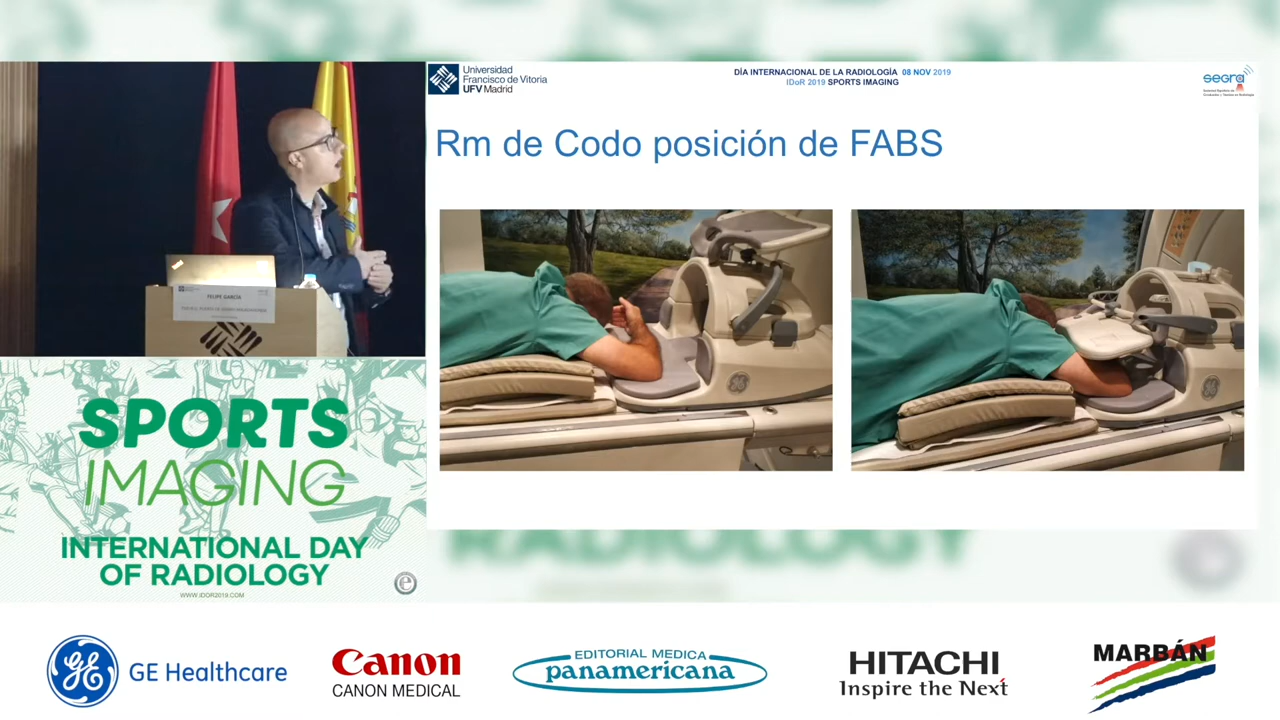 Universidad
Francisco de Vitoria
UFV Madrid
DÍA INTERNACIONAL DE LA RADIOLOGÍA 08 NOV 2019
IDoR 2019 SPORTS IMAGING
segra
Rm de Codo posición de FABS
FELIPE GARCÍA
SPORTS
IMAGING
INTERNATIONAL DAY
OF RADIOLOGY
WWW.IDOR2019.COM
RADIOLOGY
GE Healthcare
Canon
CANON MEDICAL
EDITORIAL MEDICA
panamericana
HITACHI
Inspire the Next
MARBÁN